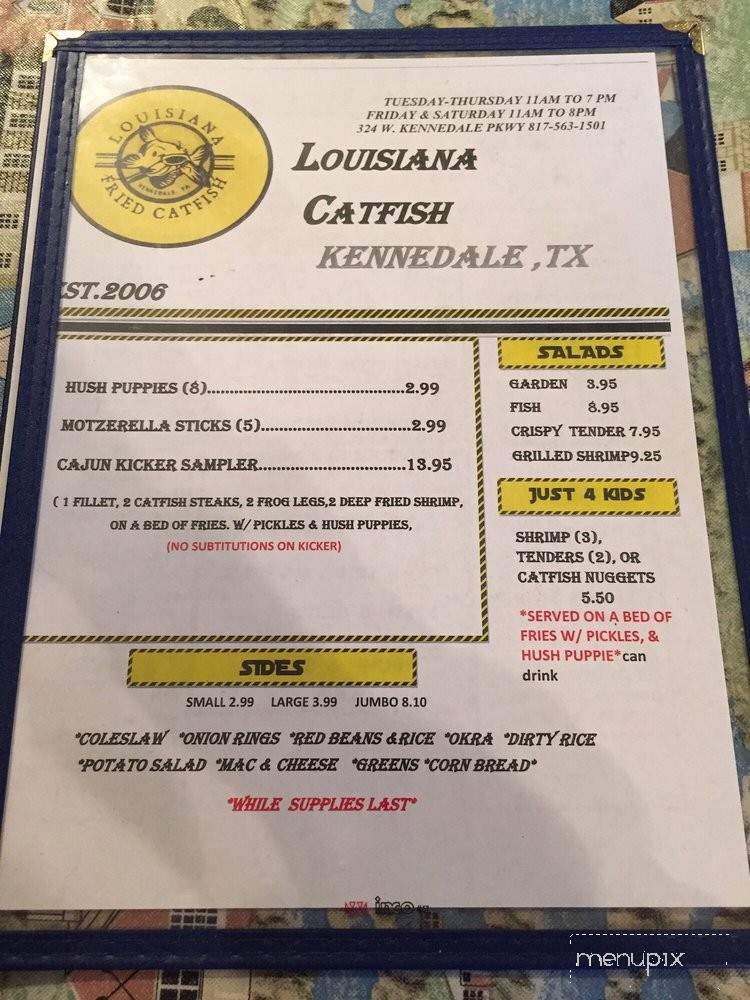 TUESDAY-THURSDAY 11AM TO 7 PM
FRIDAY & SATURDAY 11AM TO 8PM
324 W. KENNEDALE PKWY 817-563-1501
LOUISIANA
FRIED CATFISH
KENNEDALE, TX
LOUISIANA
CATFISH
KENNEDALE ,TX
EST.2006
HUSH PUPPIES (8)..............................................2.99
MOTZERELLA STICKS (5)...................................2.99
CAJUN KICKER SAMPLER..................................13.95
( 1 FILLET, 2 CATFISH STEAKS, 2 FROG LEGS,2 DEEP FRIED SHRIMP,
ON A BED OF FRIES. W/ PICKLES & HUSH PUPPIES,
(NO SUBTITUTIONS ON KICKER)
SALADS
GARDEN 3.95
FISH 8.95
CRISPY TENDER 7.95
GRILLED SHRIMP9.25
JUST 4 KIDS
SHRIMP (3),
TENDERS (2), OR
CATFISH NUGGETS
5.50
*SERVED ON A BED OF
FRIES W/ PICKLES, &
HUSH PUPPIE*can
drink
SIDES
SMALL 2.99 LARGE 3.99 JUMBO 8.10
*COLESLAW *ONION RINGS *RED BEANS &RICE *OKRA *DIRTY RICE
*POTATO SALAD *MAC & CHEESE *GREENS *CORN BREAD*
*WHILE SUPPLIES LAST*
menupix